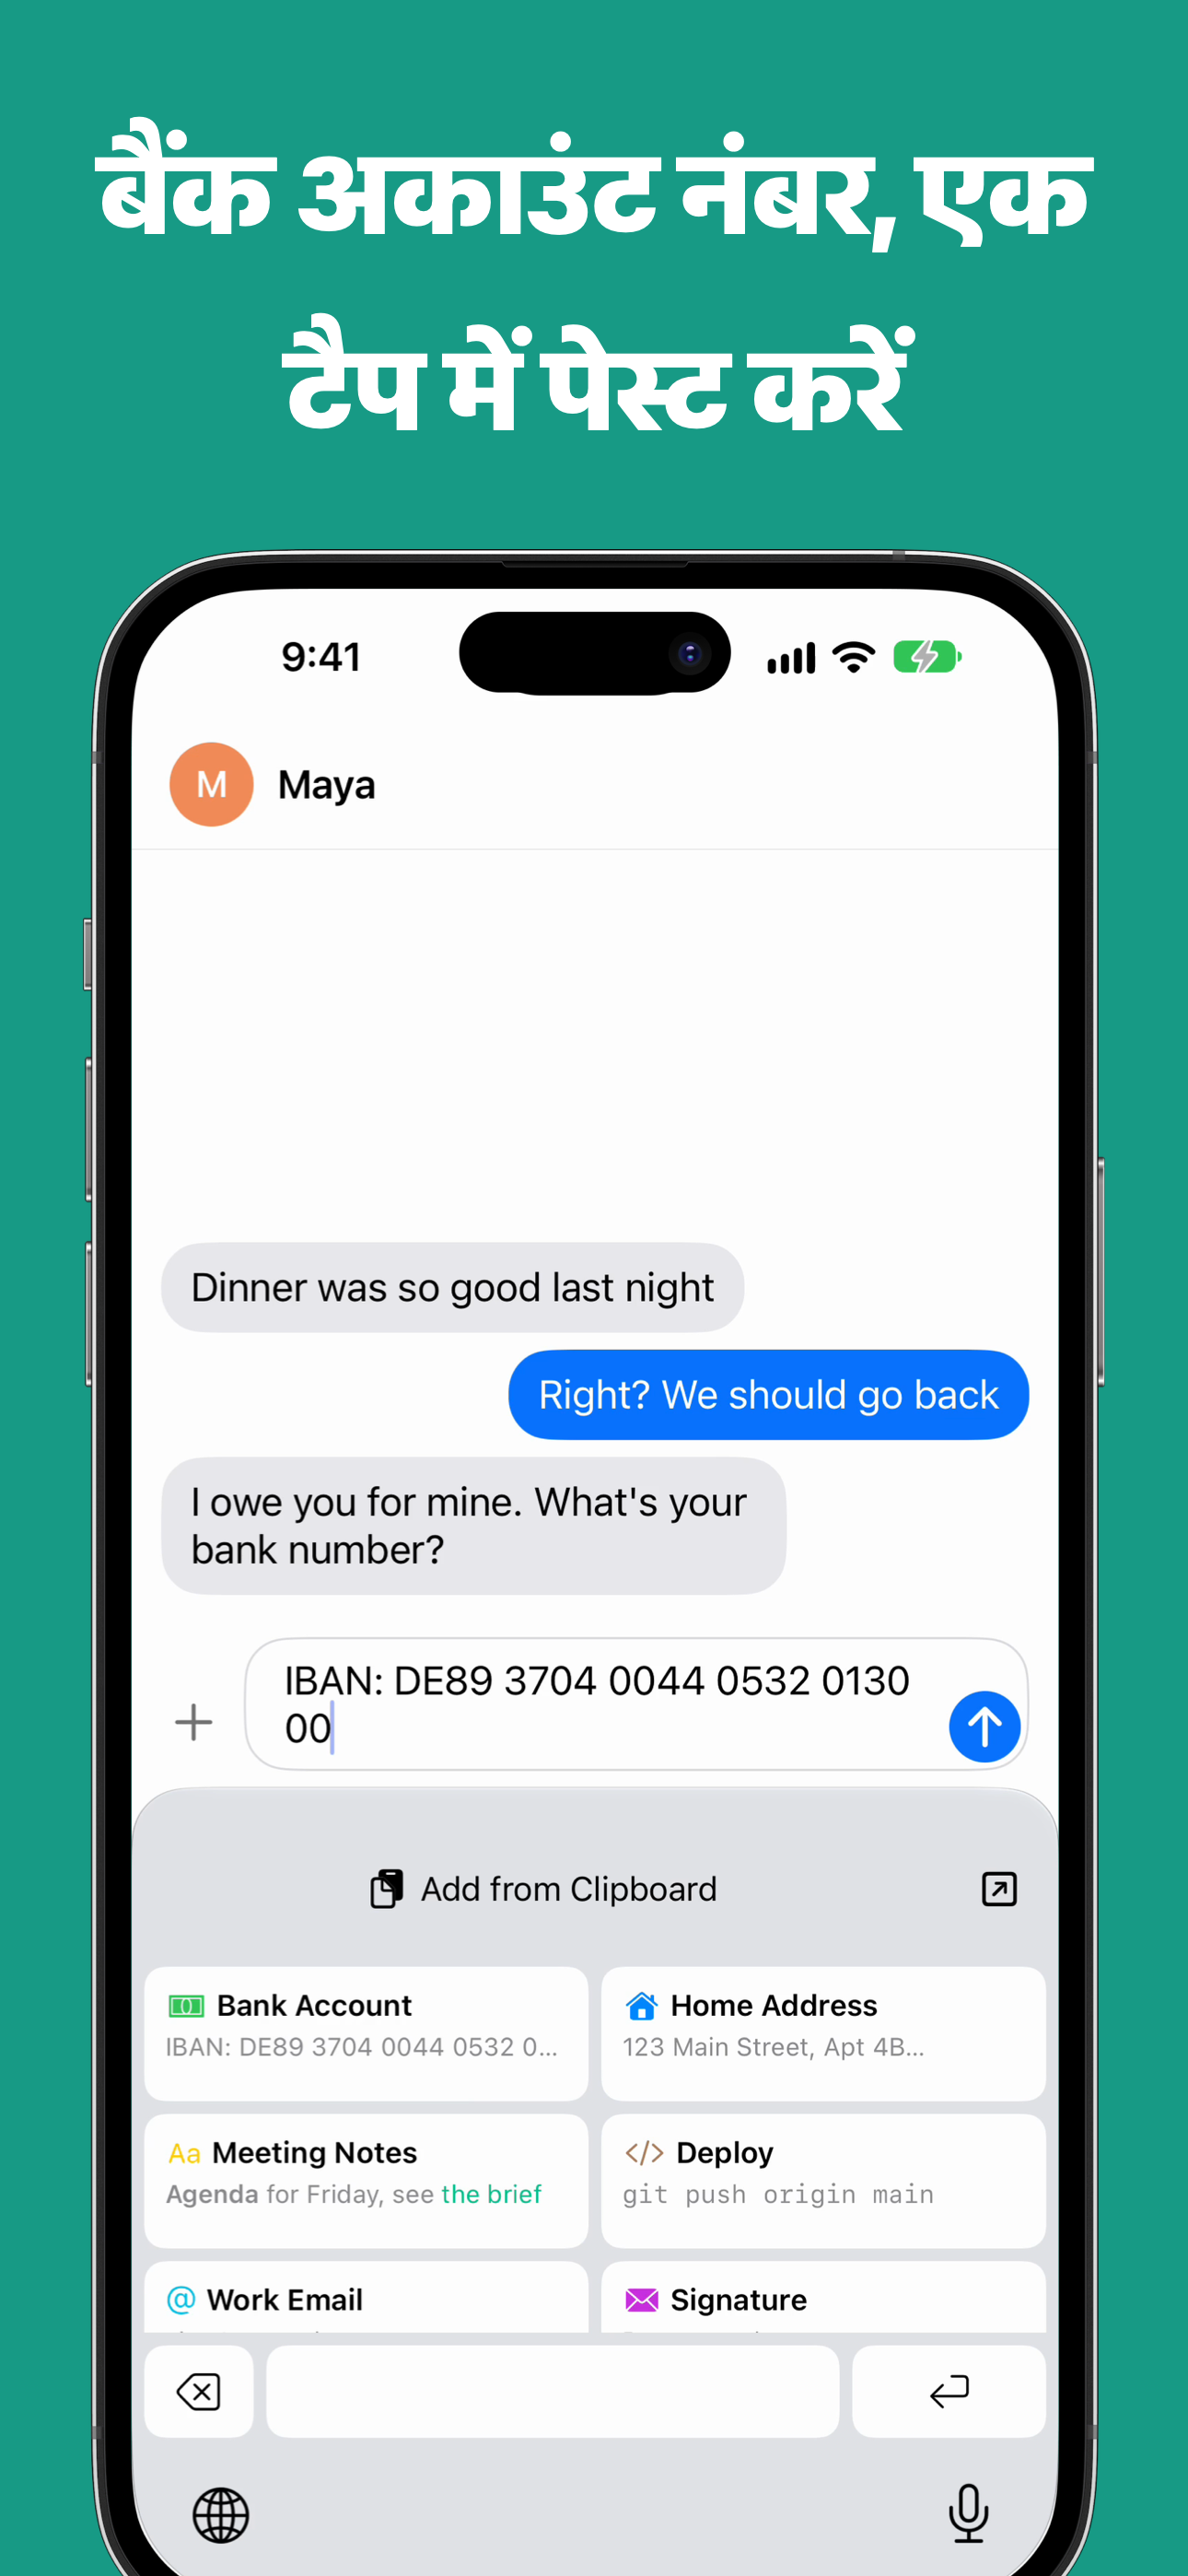 बैंक अकाउंट नंबर, एक
टैप में पेस्ट करें
9:41
M Maya
Dinner was so good last night
Right? We should go back
I owe you for mine. What's your
bank number?
IBAN: DE89 3704 0044 0532 0130
00
Add from Clipboard
Bank Account
IBAN: DE89 3704 0044 0532 0...
Home Address
123 Main Street, Apt 4B...
Aa Meeting Notes
Agenda for Friday, see the brief
</> Deploy
git push origin main
@ Work Email
Signature